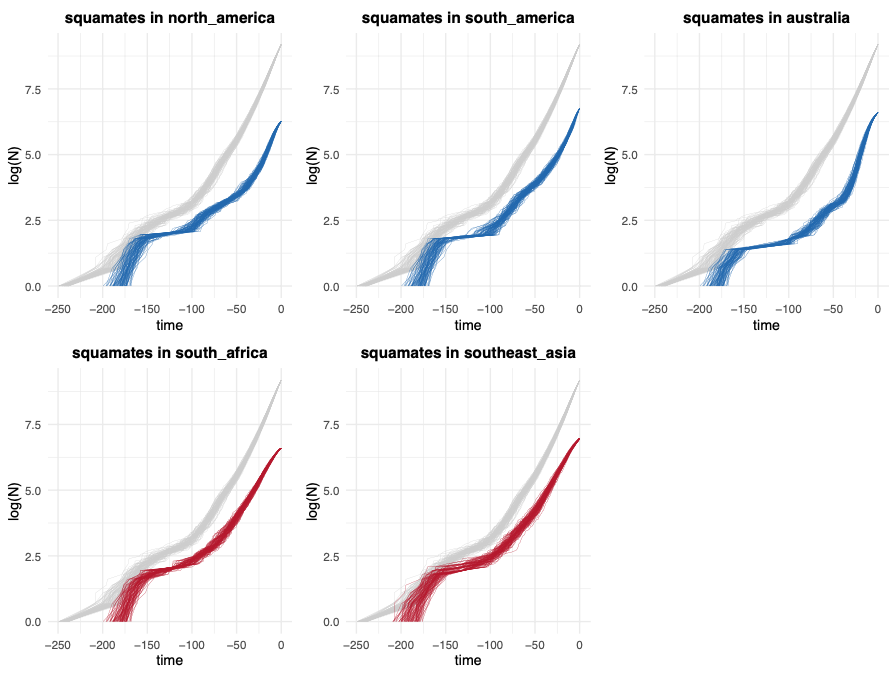 squamates in north_america
squamates in south_america
squamates in australia
log(N)
7.5
5.0
2.5
0.0
−250 −200 −150 −100 −50 0
time
log(N)
7.5
5.0
2.5
0.0
−250 −200 −150 −100 −50 0
time
log(N)
7.5
5.0
2.5
0.0
−250 −200 −150 −100 −50 0
time
squamates in south_africa
squamates in southeast_asia
log(N)
7.5
5.0
2.5
0.0
−250 −200 −150 −100 −50 0
time
log(N)
7.5
5.0
2.5
0.0
−250 −200 −150 −100 −50 0
time